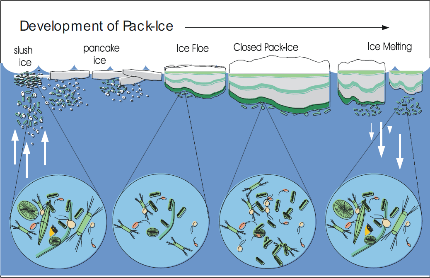 Development of Pack-Ice
slush
ice
pancake
ice
Ice Floe
Closed Pack-Ice
Ice Melting